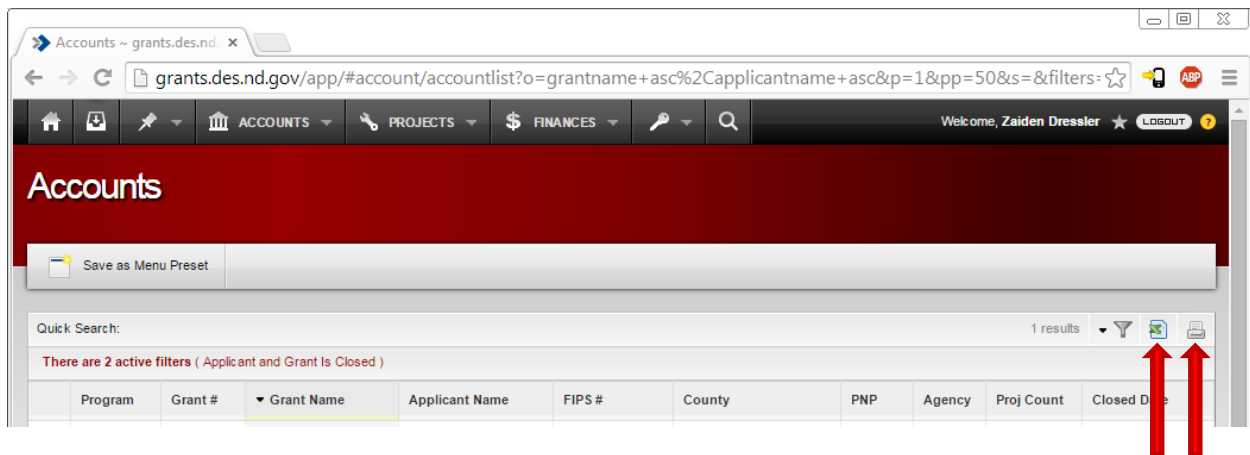 Accounts ~ grants.des.nd.
grants.des.nd.gov/app/#account/accountlist?o=grantname+asc%2Capplicantname+asc&p=1&pp=50&s=&filters=
ABP
ACCOUNTS PROJECTS $ FINANCES Welcome, Zaiden Dressler LOGOUT ?
Accounts
Save as Menu Preset
Quick Search: 1 results
There are 2 active filters ( Applicant and Grant Is Closed )
Program Grant # Grant Name Applicant Name FIPS # County PNP Agency Proj Count Closed Date